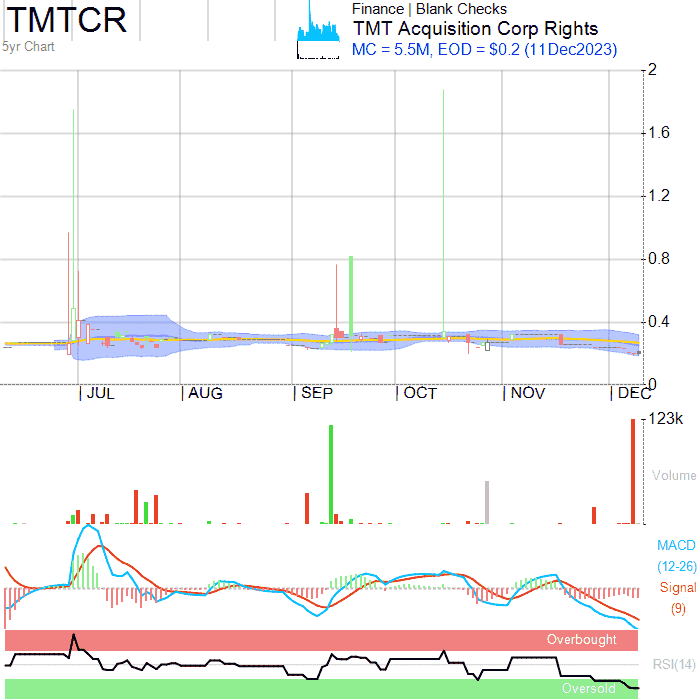 TMTCR
5yr Chart
Finance | Blank Checks
TMT Acquisition Corp Rights
MC = 5.5M, EOD = $0.2 (11Dec2023)
2
1.6
1.2
0.8
0.4
0
JUL AUG SEP OCT NOV DEC
123k
Volume
MACD
(12-26)
Signal
(9)
Overbought
RSI(14)
Oversold